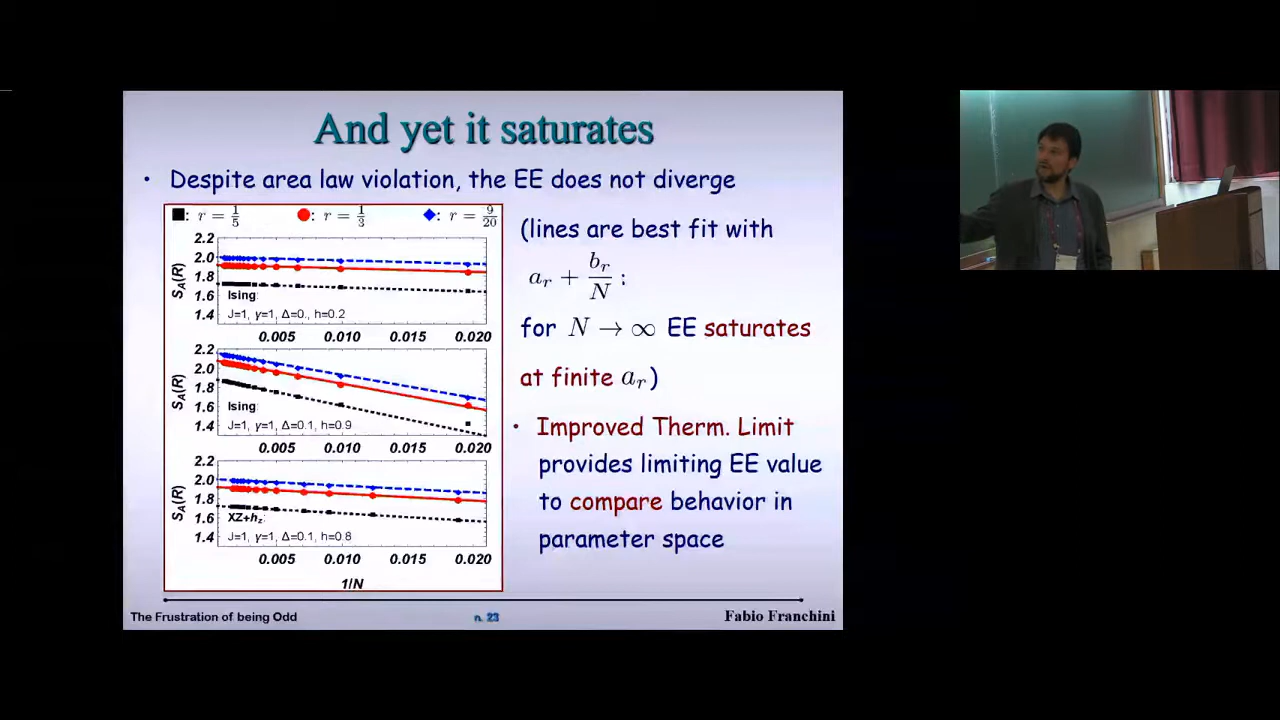 And yet it saturates
• Despite area law violation, the EE does not diverge
■: r = 1/5 ●: r = 1/3 ◆: r = 9/20
2.2
2.0
1.8
1.6
1.4
S_A(R)
Ising:
J=1, γ=1, Δ=0., h=0.2
0.005 0.010 0.015 0.020
2.2
2.0
1.8
1.6
1.4
S_A(R)
Ising:
J=1, γ=1, Δ=0.1, h=0.9
0.005 0.010 0.015 0.020
2.2
2.0
1.8
1.6
1.4
S_A(R)
XZ+h_z:
J=1, γ=1, Δ=0.1, h=0.8
0.005 0.010 0.015 0.020
1/N
(lines are best fit with
a_r + b_r/N :
for N → ∞ EE saturates
at finite a_r)
• Improved Therm. Limit
provides limiting EE value
to compare behavior in
parameter space
The Frustration of being Odd n. 23 Fabio Franchini